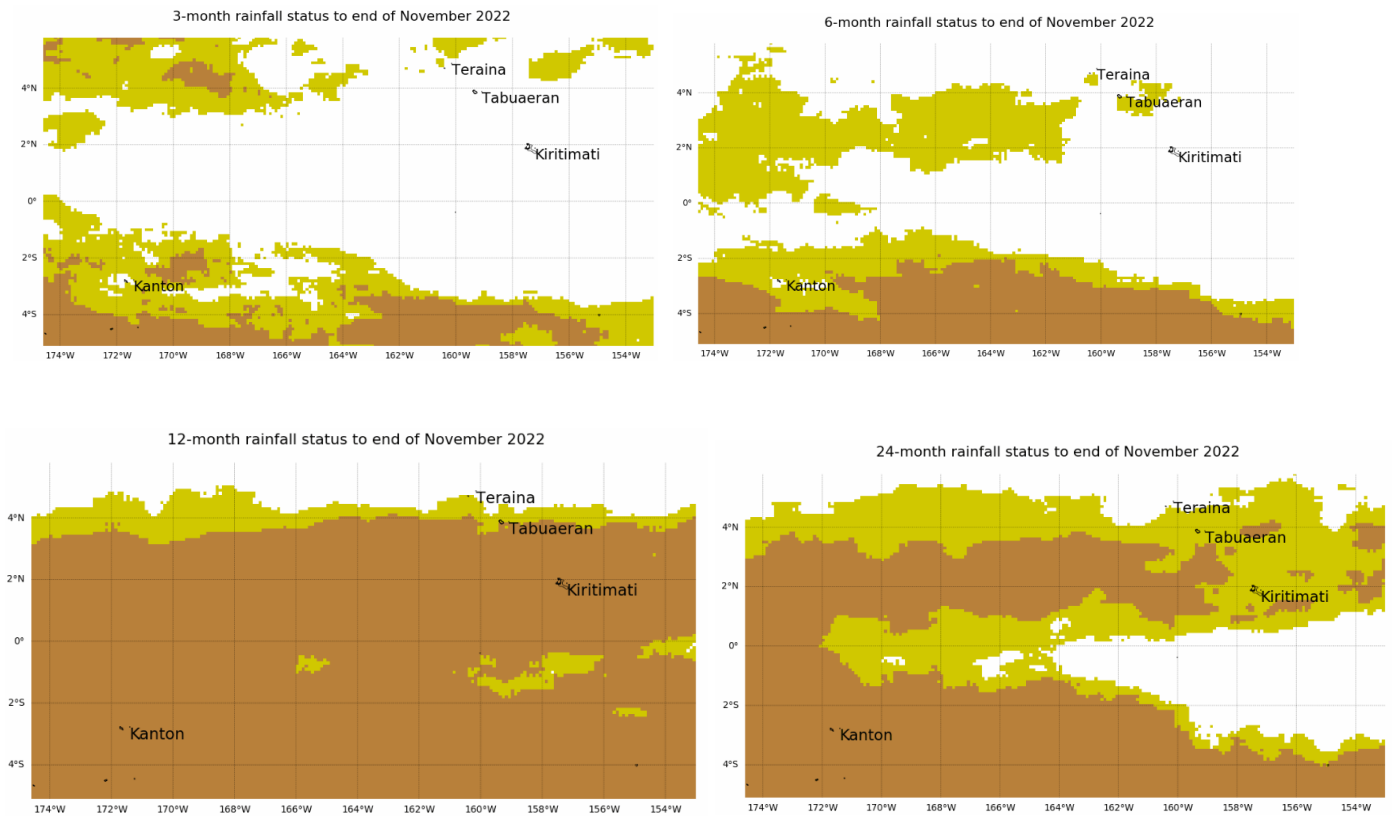 3-month rainfall status to end of November 2022
Teraina
4°N
Tabuaeran
2°N
Kiritimati
0°
2°S
Kanton
4°S
174°W 172°W 170°W 168°W 166°W 164°W 162°W 160°W 158°W 156°W 154°W
6-month rainfall status to end of November 2022
Teraina
4°N
Tabuaeran
2°N
Kiritimati
0°
2°S
Kanton
4°S
174°W 172°W 170°W 168°W 166°W 164°W 162°W 160°W 158°W 156°W 154°W
12-month rainfall status to end of November 2022
Teraina
4°N
Tabuaeran
2°N
Kiritimati
0°
2°S
Kanton
4°S
174°W 172°W 170°W 168°W 166°W 164°W 162°W 160°W 158°W 156°W 154°W
24-month rainfall status to end of November 2022
Teraina
4°N
Tabuaeran
2°N
Kiritimati
0°
2°S
Kanton
4°S
174°W 172°W 170°W 168°W 166°W 164°W 162°W 160°W 158°W 156°W 154°W